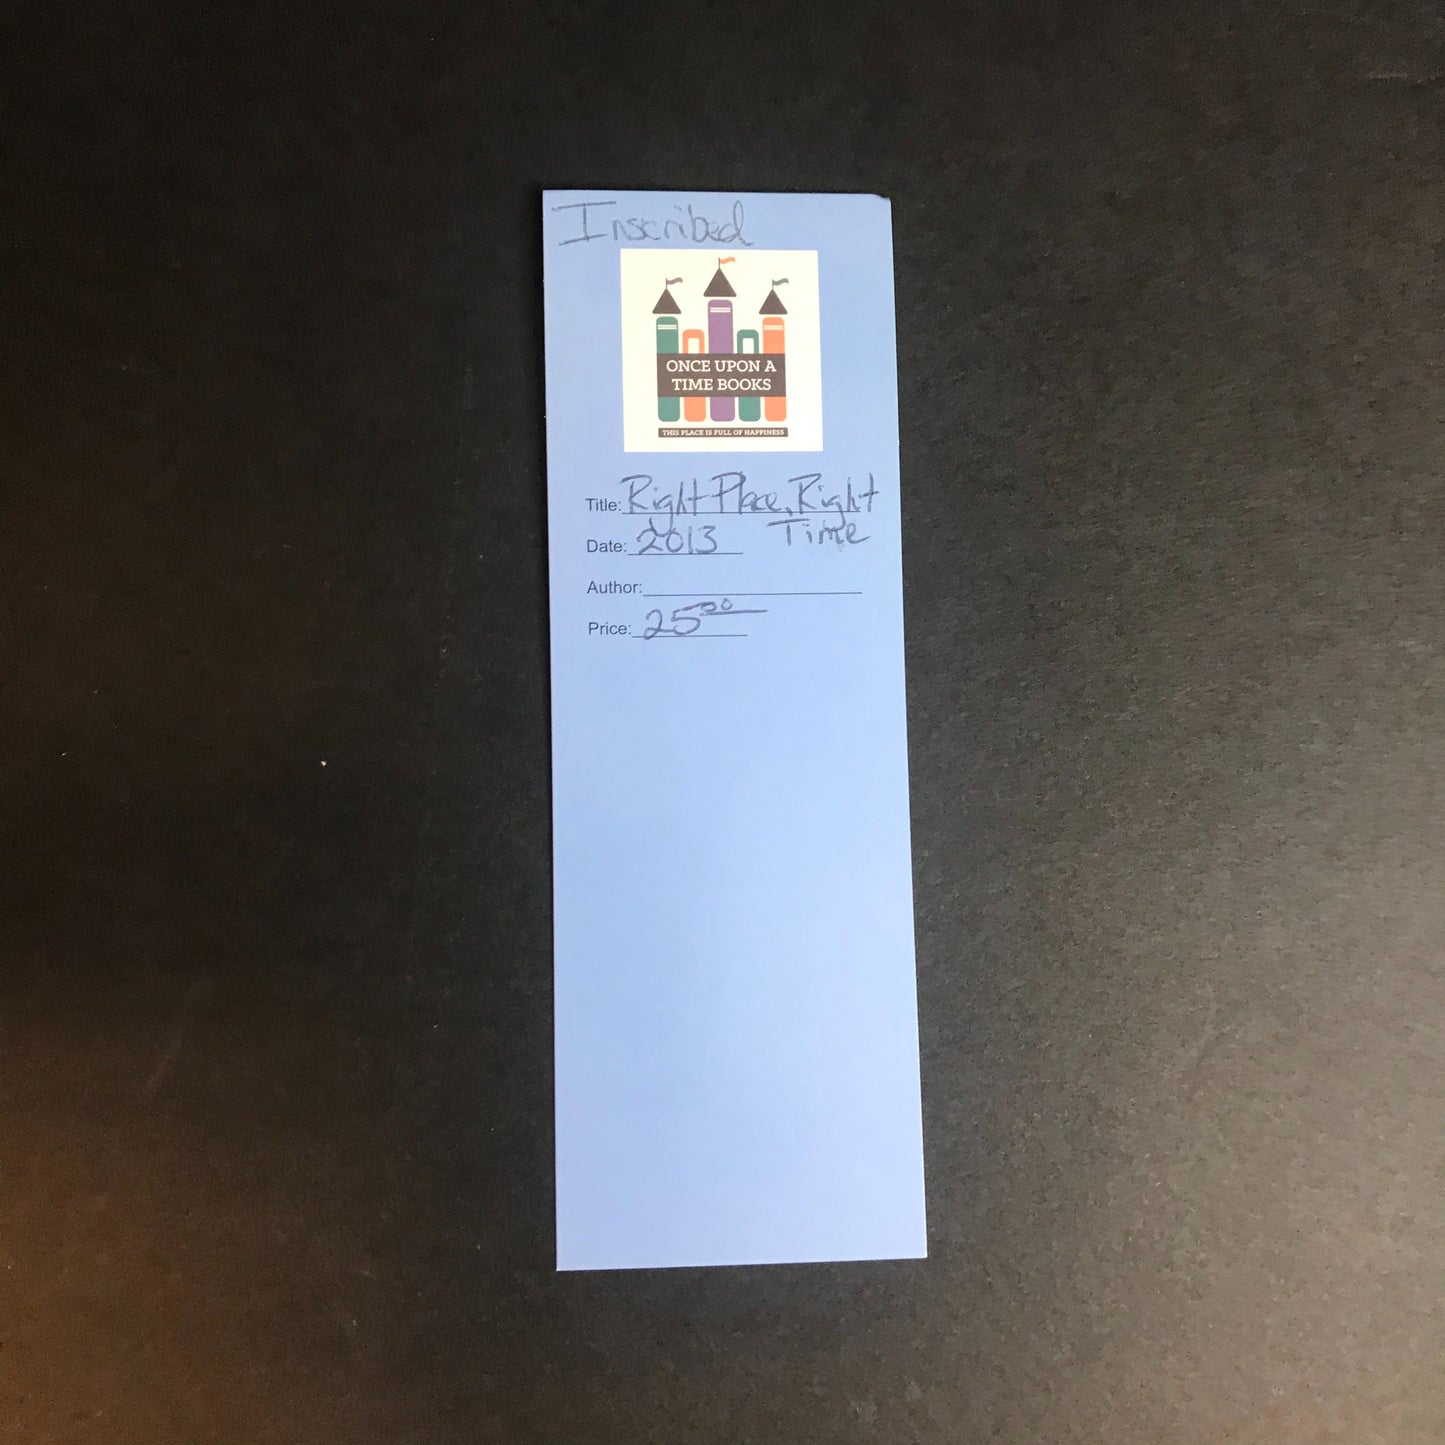 Inscribed
ONCE UPON A
TIME BOOKS
THIS PLACE IS FULL OF HAPPINESS
Title: Right Place, Right
Time
Date: 2013
Author:
Price: 25.00